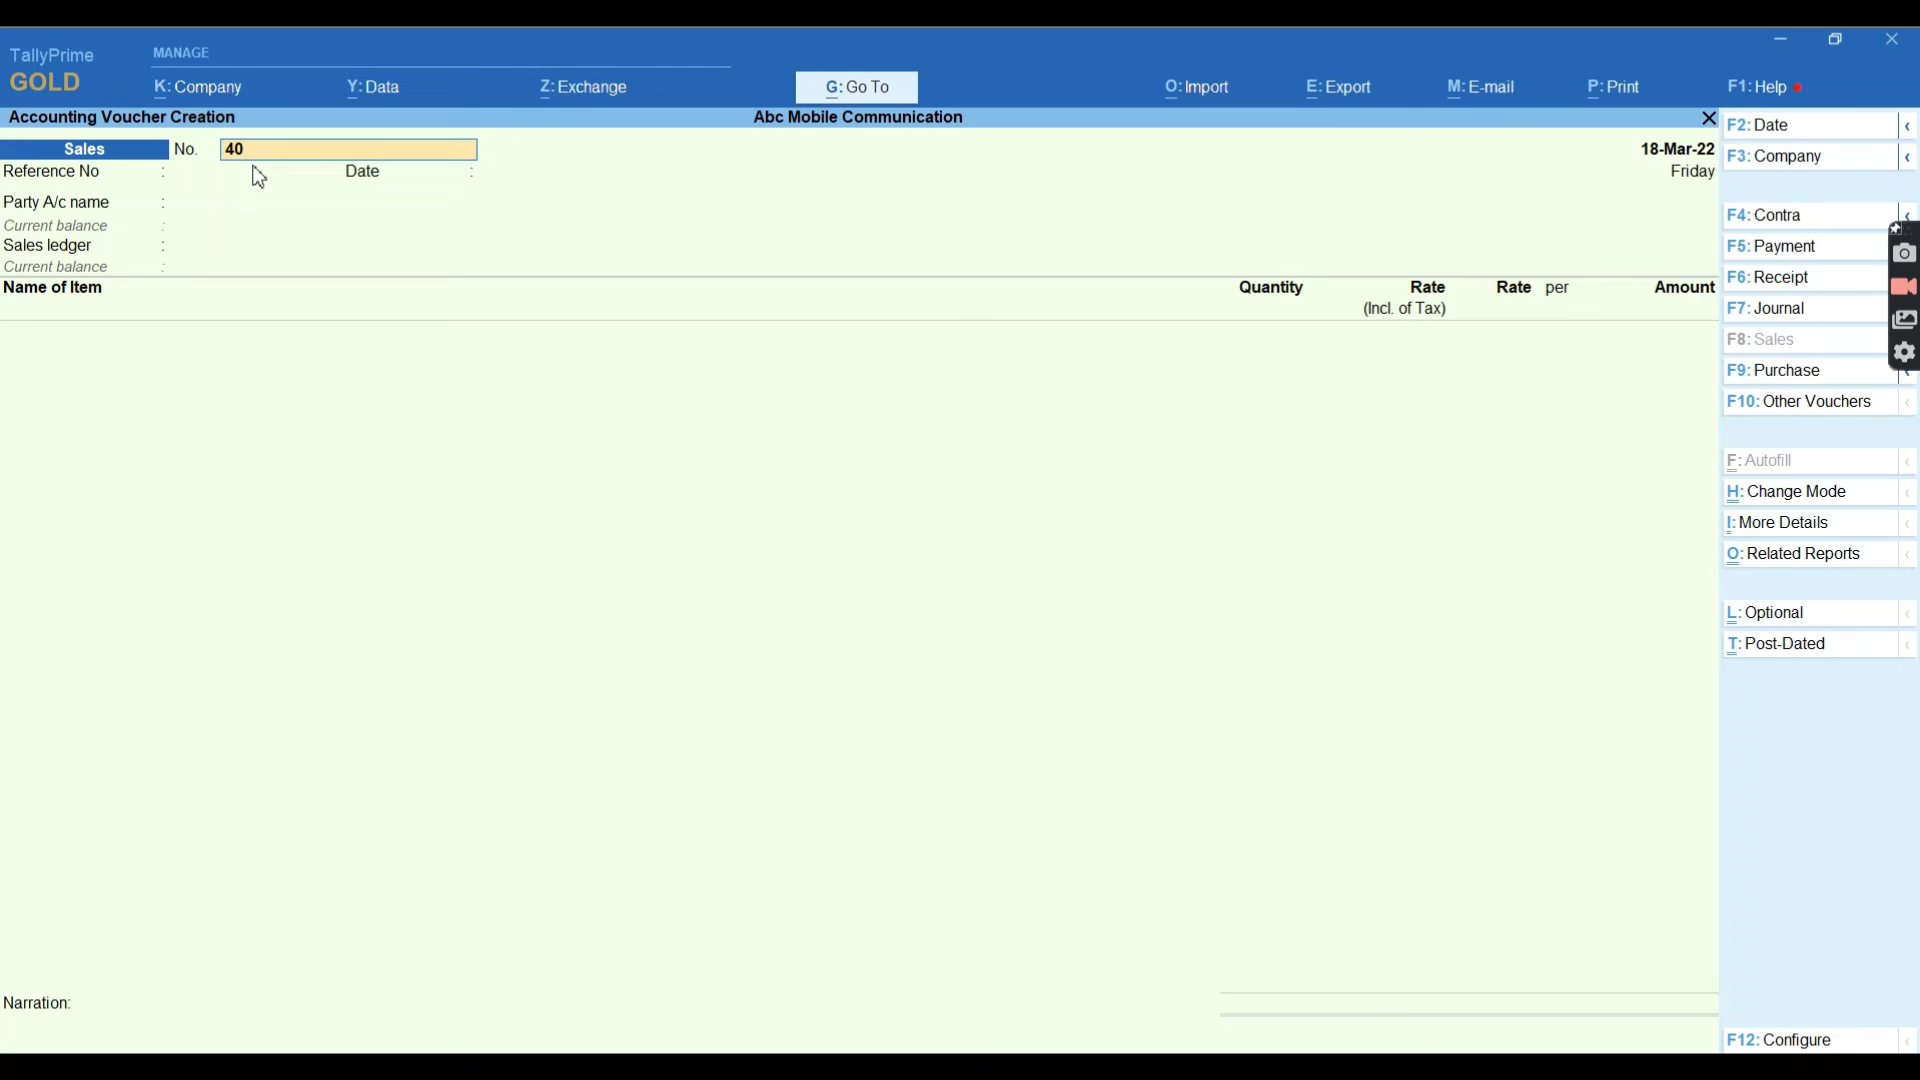 TallyPrime
GOLD
MANAGE
K: Company
Y: Data
Z: Exchange
G: Go To
O: Import
E: Export
M: E-mail
P: Print
F1: Help
Accounting Voucher Creation
Abc Mobile Communication
Sales No. 40
18-Mar-22
Reference No : Date :
Friday
Party A/c name :
Current balance :
Sales ledger :
Current balance :
Name of Item Quantity Rate Rate per Amount
(Incl. of Tax)
Narration:
F2: Date
F3: Company
F4: Contra
F5: Payment
F6: Receipt
F7: Journal
F8: Sales
F9: Purchase
F10: Other Vouchers
F: Autofill
H: Change Mode
I: More Details
O: Related Reports
L: Optional
T: Post-Dated
F12: Configure